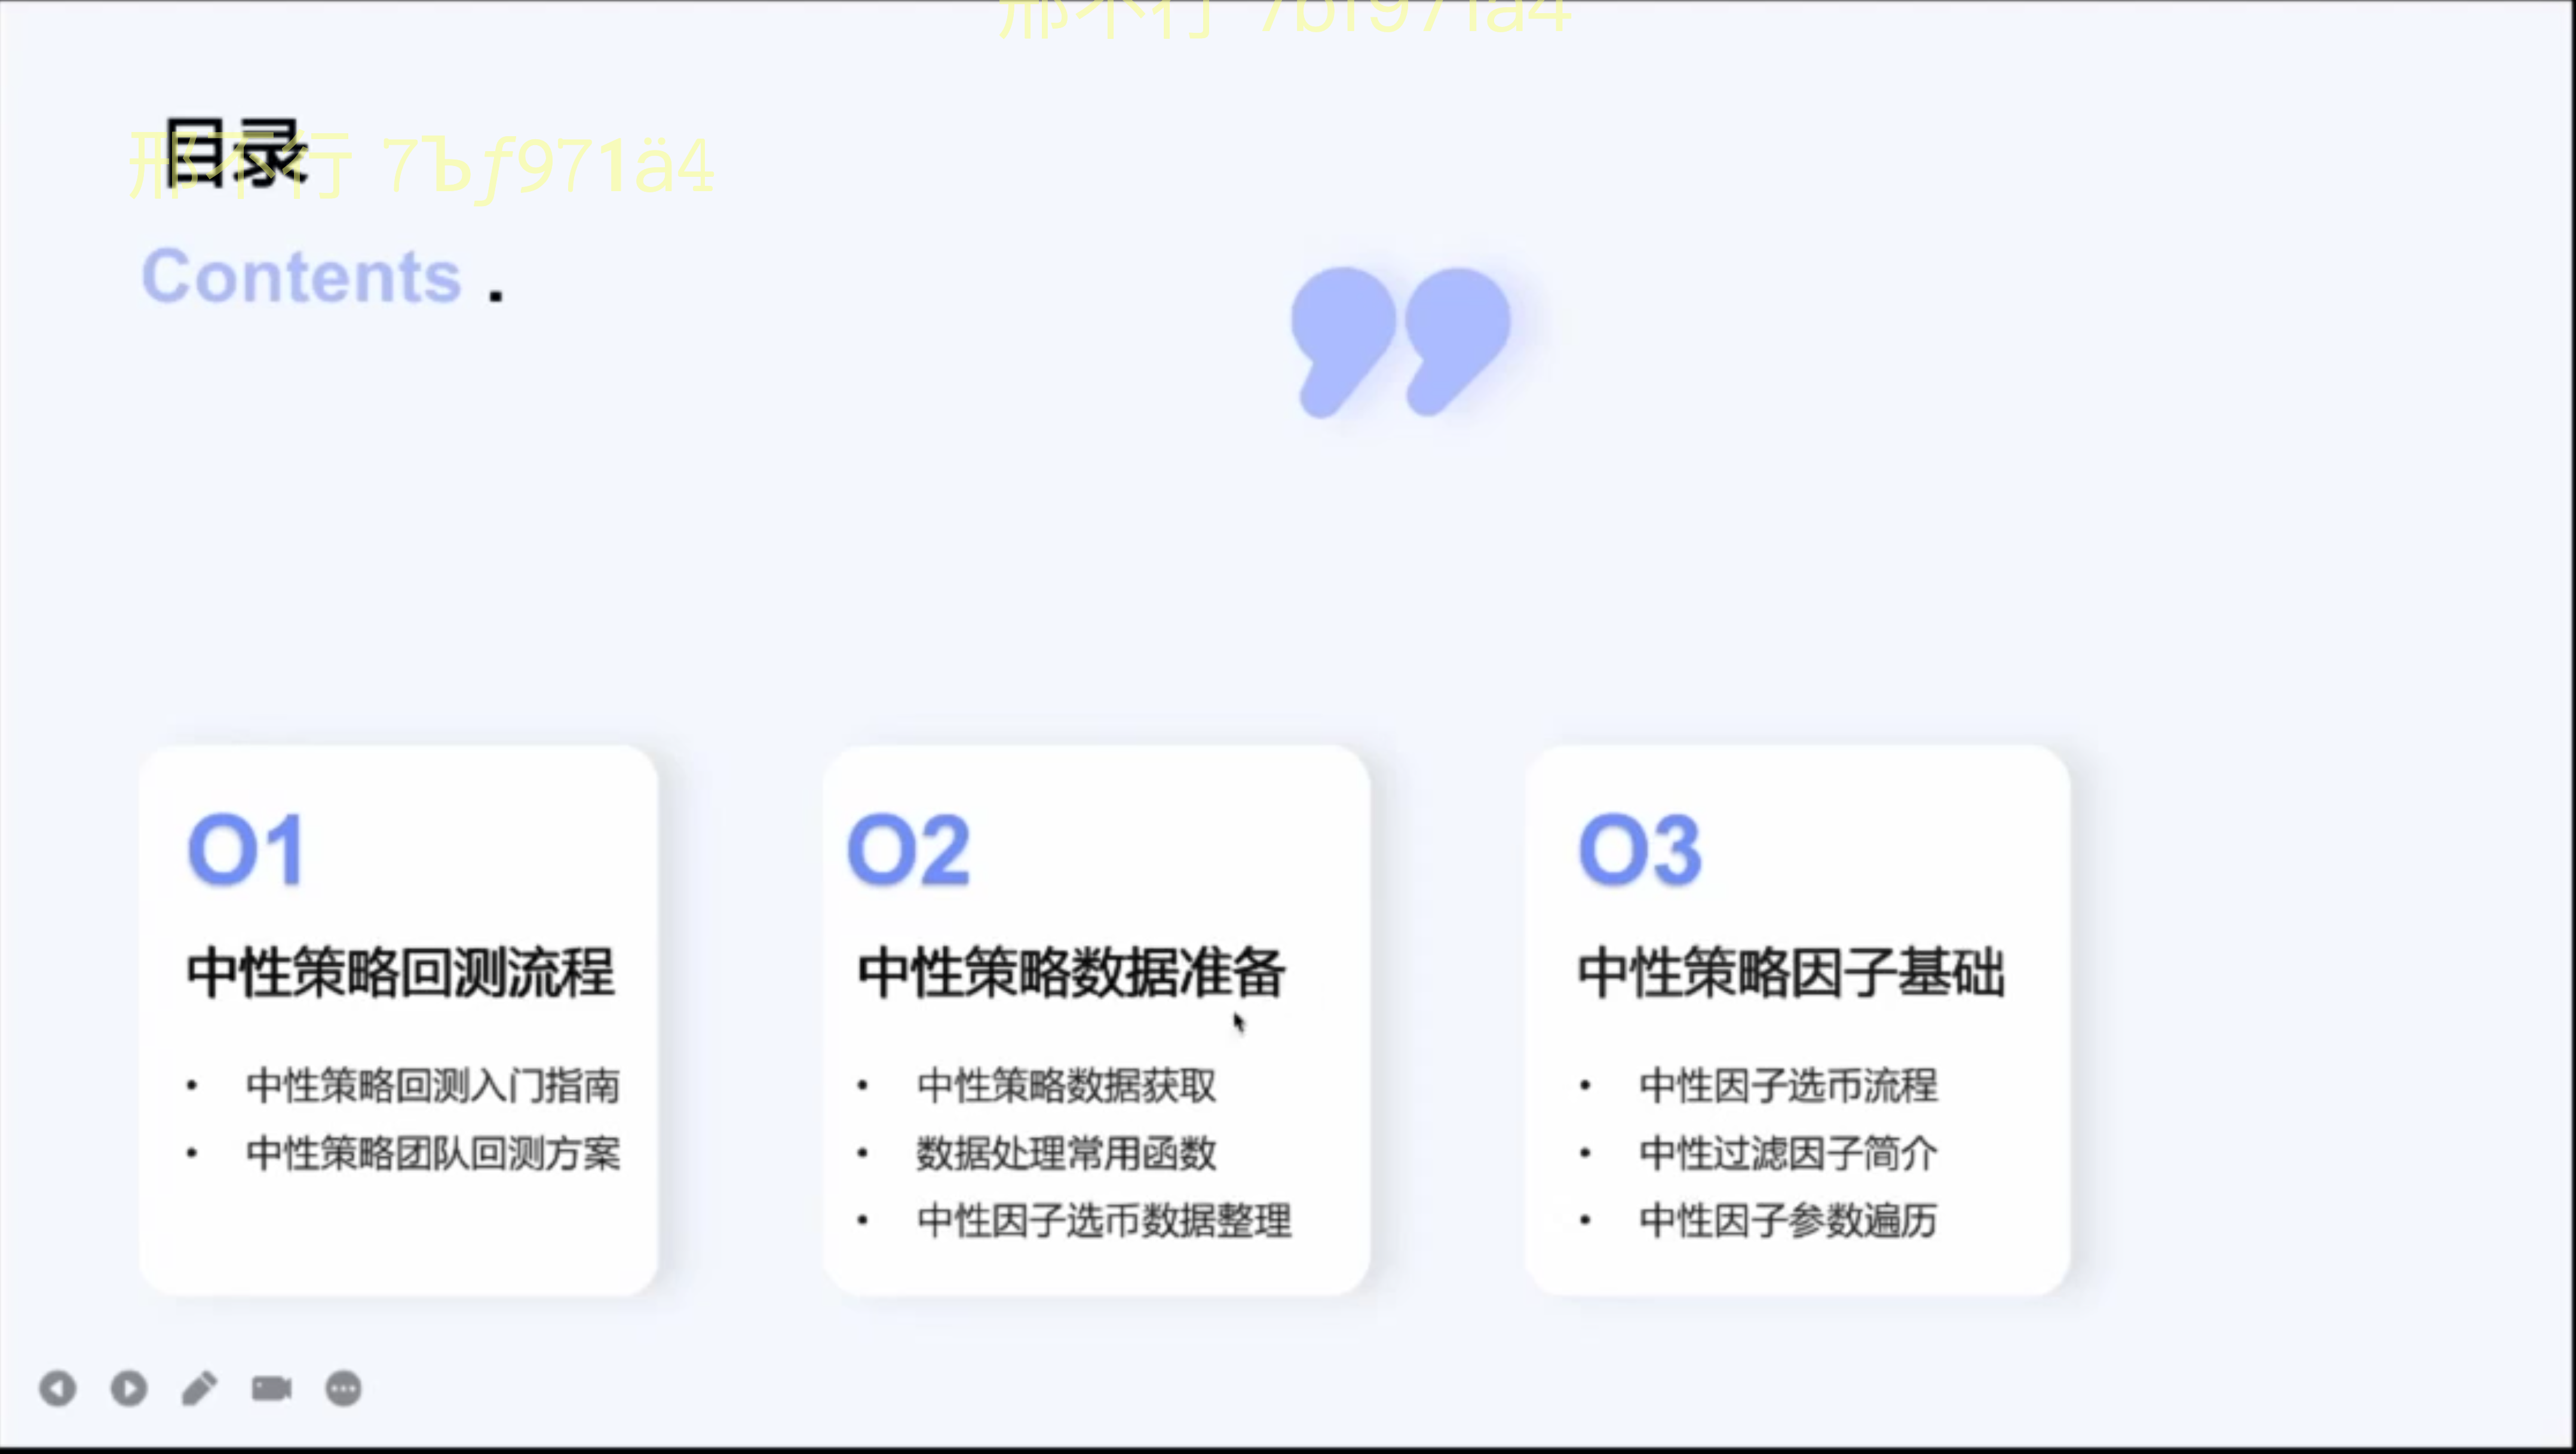 邢不行 7bf971a4
目录
邢不行 7Ъƒ971ä4
Contents .
01
中性策略回测流程
• 中性策略回测入门指南
• 中性策略团队回测方案
02
中性策略数据准备
• 中性策略数据获取
• 数据处理常用函数
• 中性因子选币数据整理
03
中性策略因子基础
• 中性因子选币流程
• 中性过滤因子简介
• 中性因子参数遍历